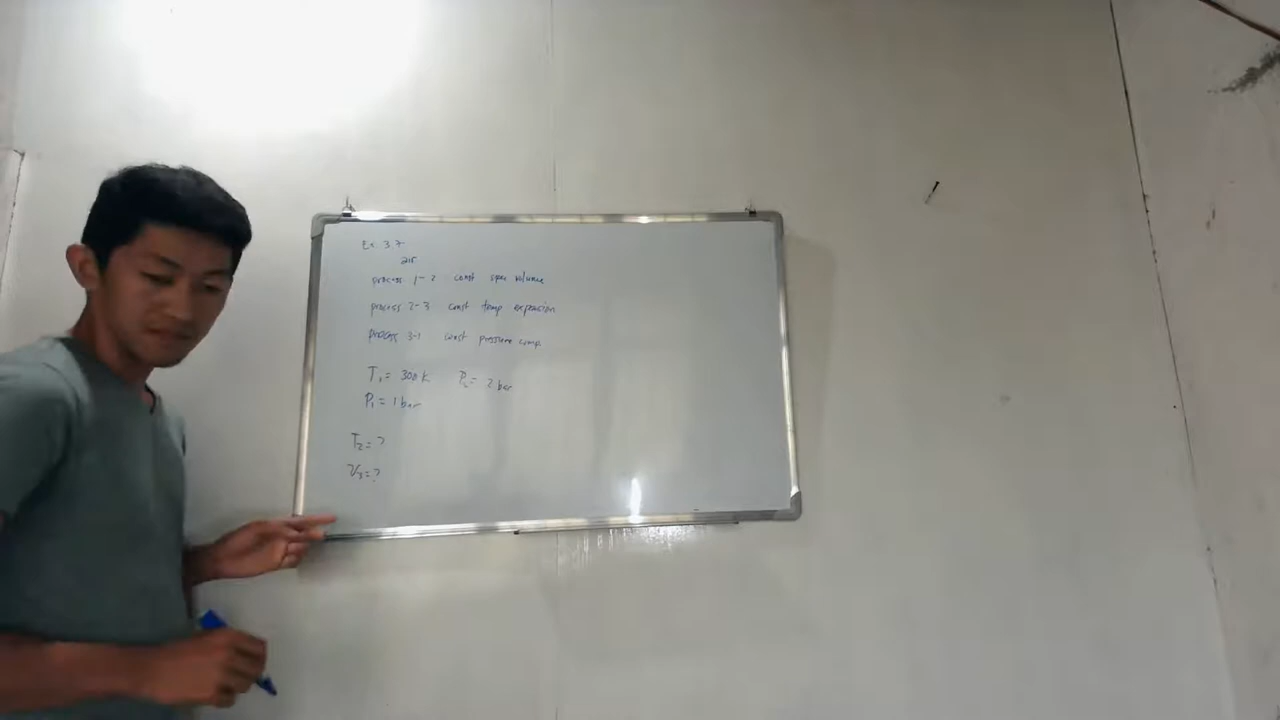 Ex. 3.7
air
process 1-2 const spec volume
process 2-3 const temp expansion
process 3-1 const pressure comp
T₁ = 300 K P₂ = 2 bar
P₁ = 1 bar
T₂ = ?
V₃ = ?